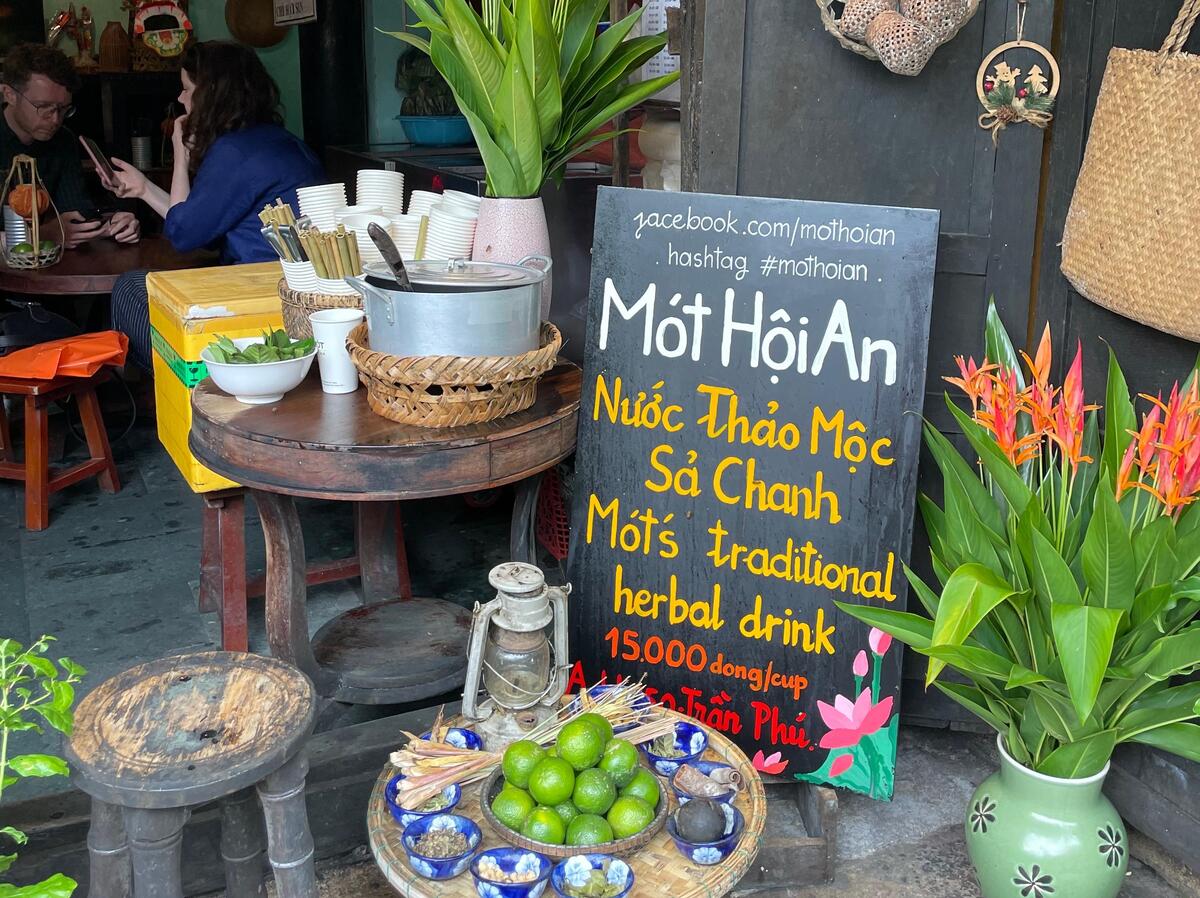 facebook.com/mothoian
. hashtag #mothoian .
Mót Hội An
Nước Thảo Mộc
Sả Chanh
Mót's traditional
herbal drink
15.000 dong/cup
Trần Phú.